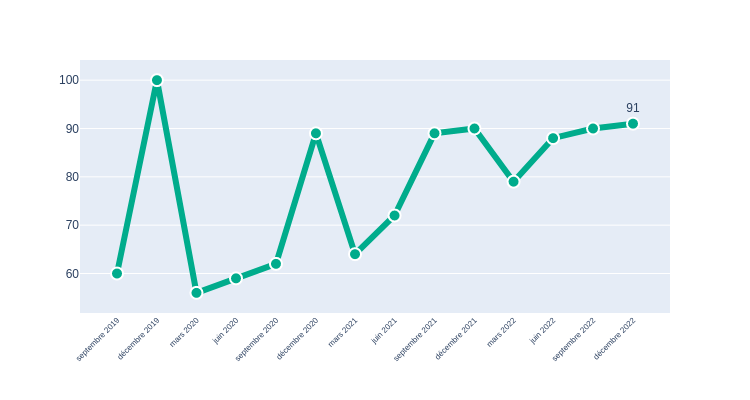 100
90
80
70
60
91
septembre 2019
décembre 2019
mars 2020
juin 2020
septembre 2020
décembre 2020
mars 2021
juin 2021
septembre 2021
décembre 2021
mars 2022
juin 2022
septembre 2022
décembre 2022